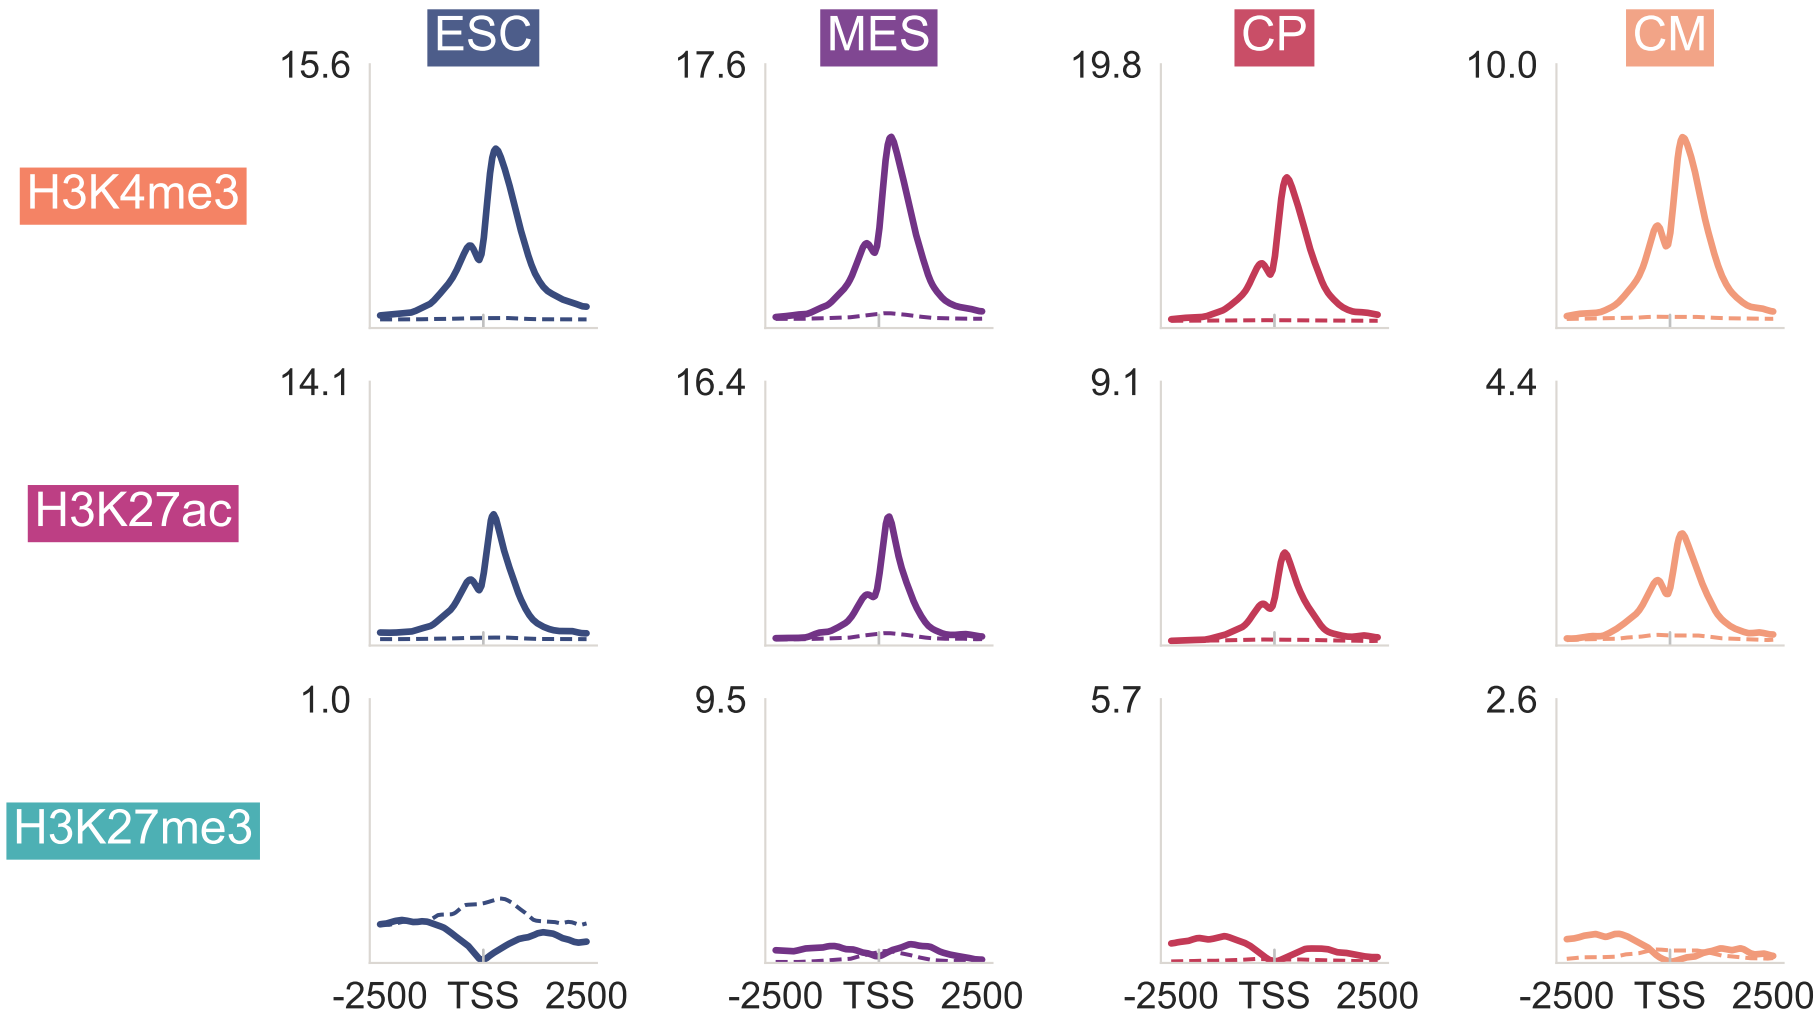 ESC MES CP CM
15.6 17.6 19.8 10.0
H3K4me3
14.1 16.4 9.1 4.4
H3K27ac
1.0 9.5 5.7 2.6
H3K27me3
-2500 TSS 2500 -2500 TSS 2500 -2500 TSS 2500 -2500 TSS 2500